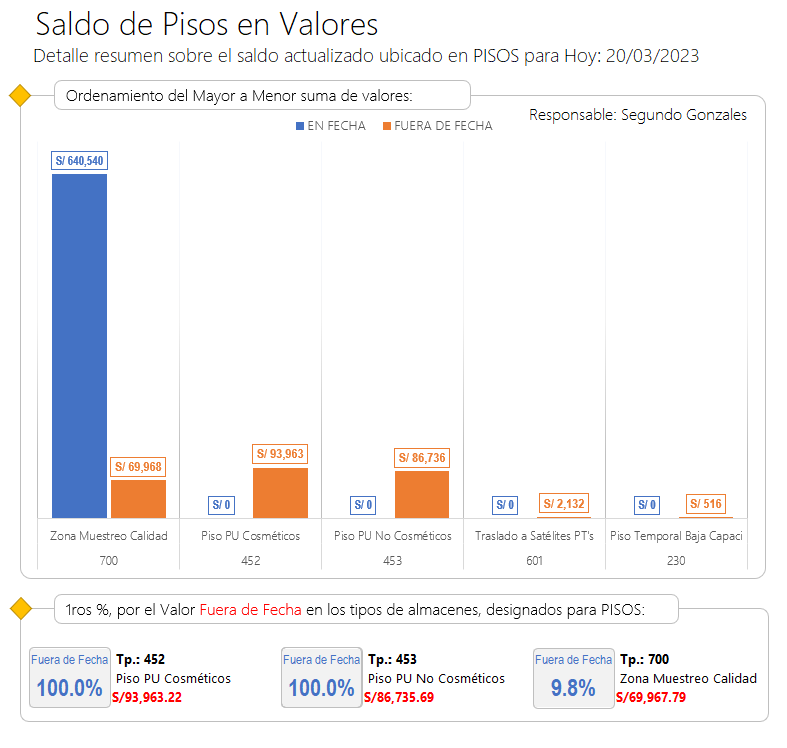 Saldo de Pisos en Valores
Detalle resumen sobre el saldo actualizado ubicado en PISOS para Hoy: 20/03/2023
Ordenamiento del Mayor a Menor suma de valores:
Responsable: Segundo Gonzales
EN FECHA FUERA DE FECHA
S/ 640,540
S/ 69,968
S/ 0
S/ 93,963
S/ 0
S/ 86,736
S/ 0
S/ 2,132
S/ 0
S/ 516
Zona Muestreo Calidad Piso PU Cosméticos Piso PU No Cosméticos Traslado a Satélites PT's Piso Temporal Baja Capaci
700 452 453 601 230
1ros %, por el Valor Fuera de Fecha en los tipos de almacenes, designados para PISOS:
Fuera de Fecha
100.0%
Tp.: 452
Piso PU Cosméticos
S/93,963.22
Fuera de Fecha
100.0%
Tp.: 453
Piso PU No Cosméticos
S/86,735.69
Fuera de Fecha
9.8%
Tp.: 700
Zona Muestreo Calidad
S/69,967.79